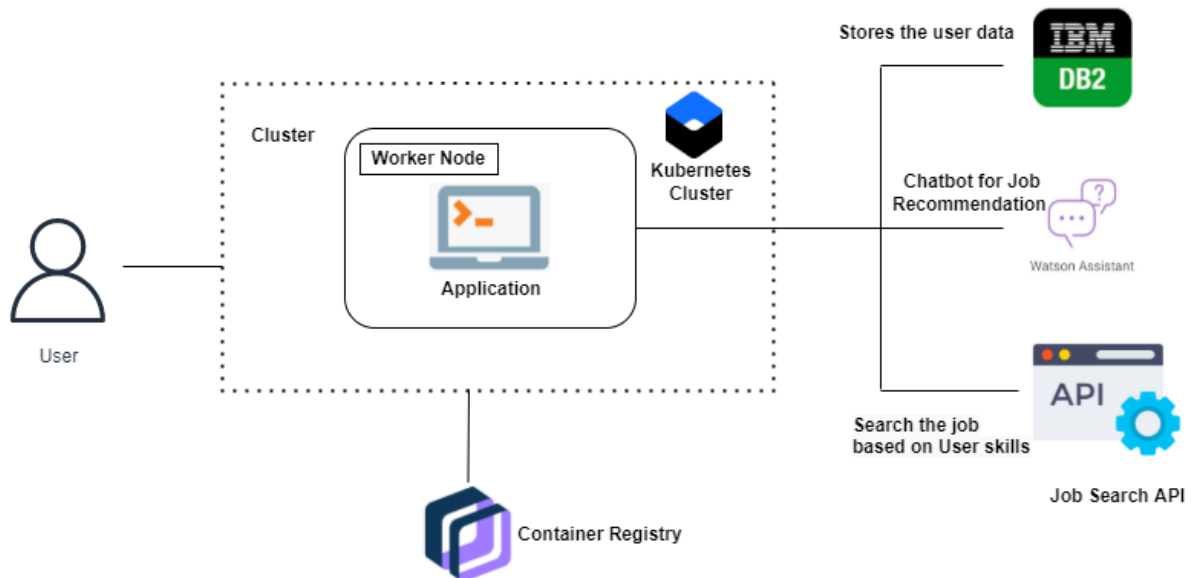 Stores the user data
IBM
DB2
Cluster
Worker Node
Kubernetes
Cluster
Application
Chatbot for Job
Recommendation
?
Watson Assistant
User
API
Search the job
based on User skills
Job Search API
Container Registry